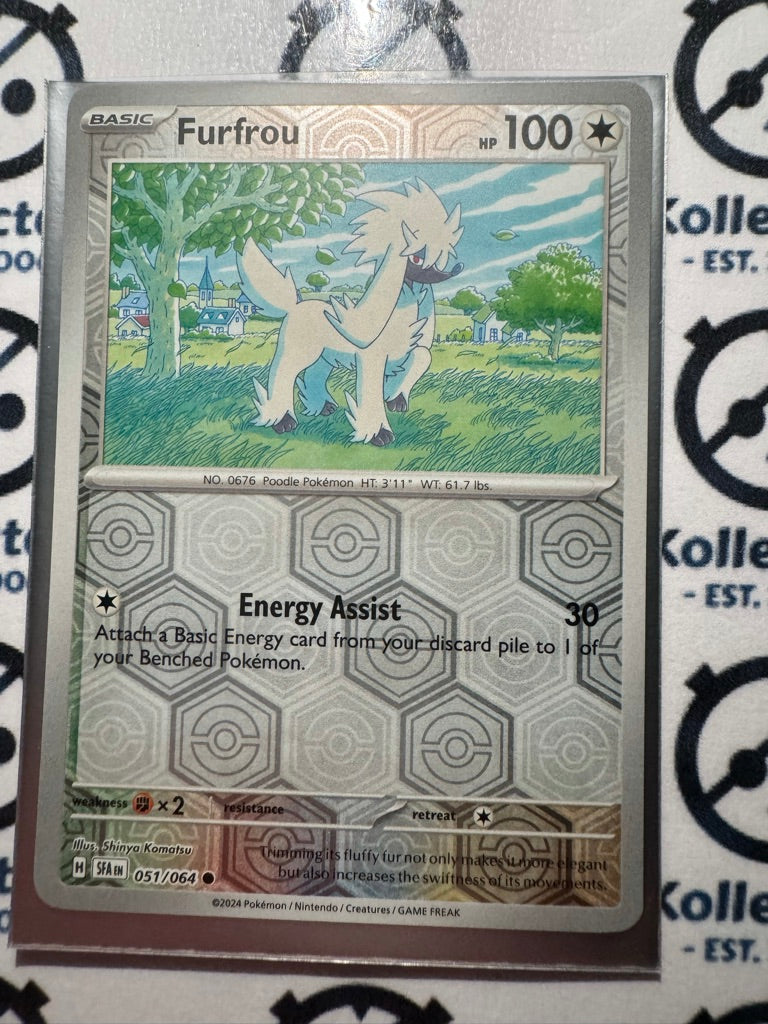 BASIC Furfrou HP 100
NO. 0676 Poodle Pokémon HT: 3'11" WT: 61.7 lbs.
Energy Assist 30
Attach a Basic Energy card from your discard pile to 1 of
your Benched Pokémon.
weakness ×2 resistance retreat
Illus. Shinya Komatsu
Trimming its fluffy fur not only makes it more elegant
but also increases the swiftness of its movements.
H SFA EN 051/064
©2024 Pokémon / Nintendo / Creatures / GAME FREAK
Kolle
- EST.
Kolle
- EST.
Kolle
- EST.